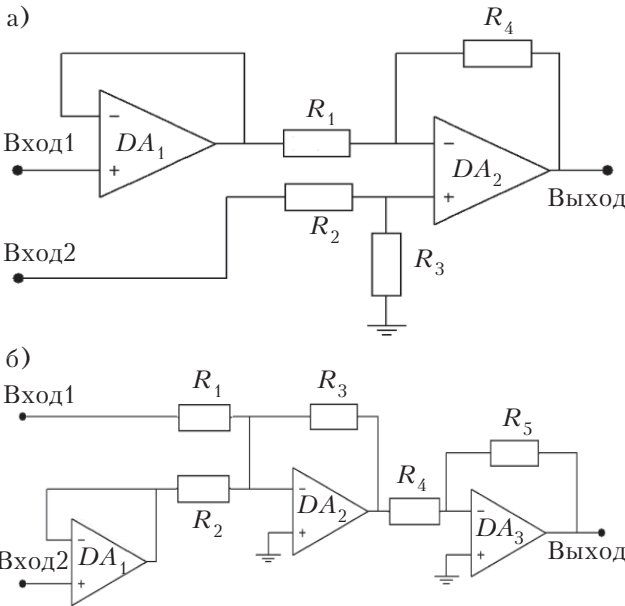 а)
R4
R1
Вход1
DA1
DA2
Выход
R2
Вход2
R3
б)
Вход1
R1
R3
R5
R4
R2
DA2
DA3
Вход2
DA1
Выход